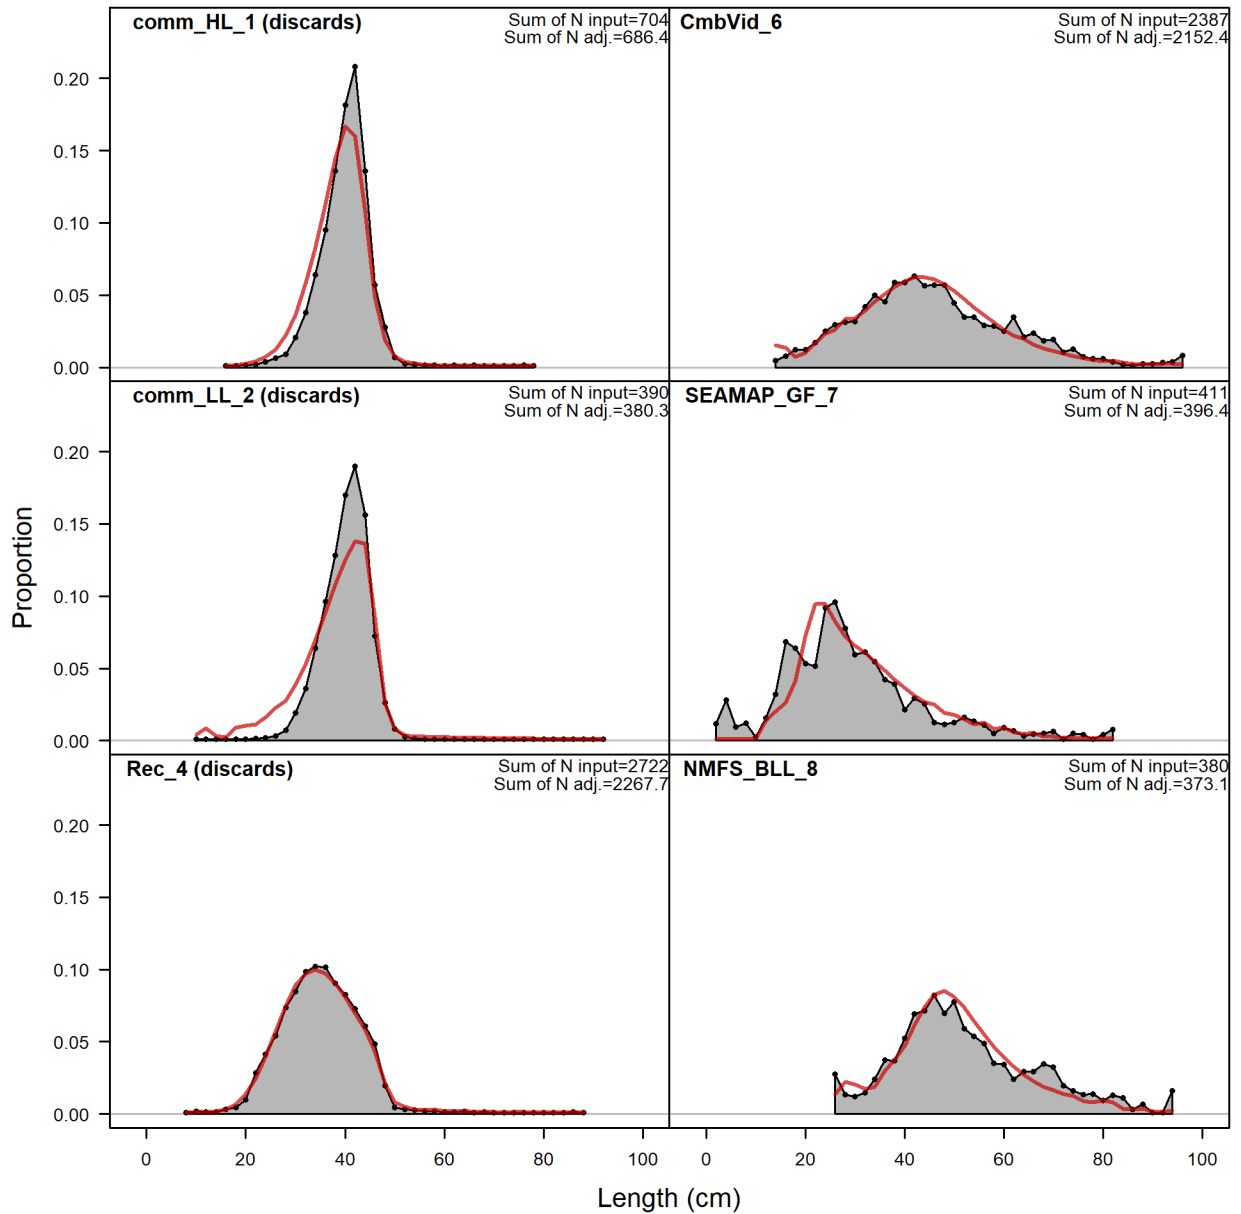 comm_HL_1 (discards)
Sum of N input=704
Sum of N adj.=686.4
CmbVid_6
Sum of N input=2387
Sum of N adj.=2152.4
0.20
0.15
0.10
0.05
0.00
comm_LL_2 (discards)
Sum of N input=390
Sum of N adj.=380.3
SEAMAP_GF_7
Sum of N input=411
Sum of N adj.=396.4
0.20
0.15
0.10
0.05
0.00
Proportion
Rec_4 (discards)
Sum of N input=2722
Sum of N adj.=2267.7
NMFS_BLL_8
Sum of N input=380
Sum of N adj.=373.1
0.20
0.15
0.10
0.05
0.00
0 20 40 60 80 100 0 20 40 60 80 100
Length (cm)